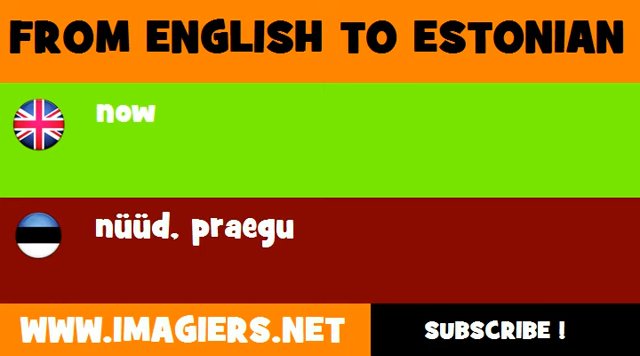 FROM ENGLISH TO ESTONIAN
now
nüüd, praegu
WWW.IMAGIERS.NET
SUBSCRIBE !